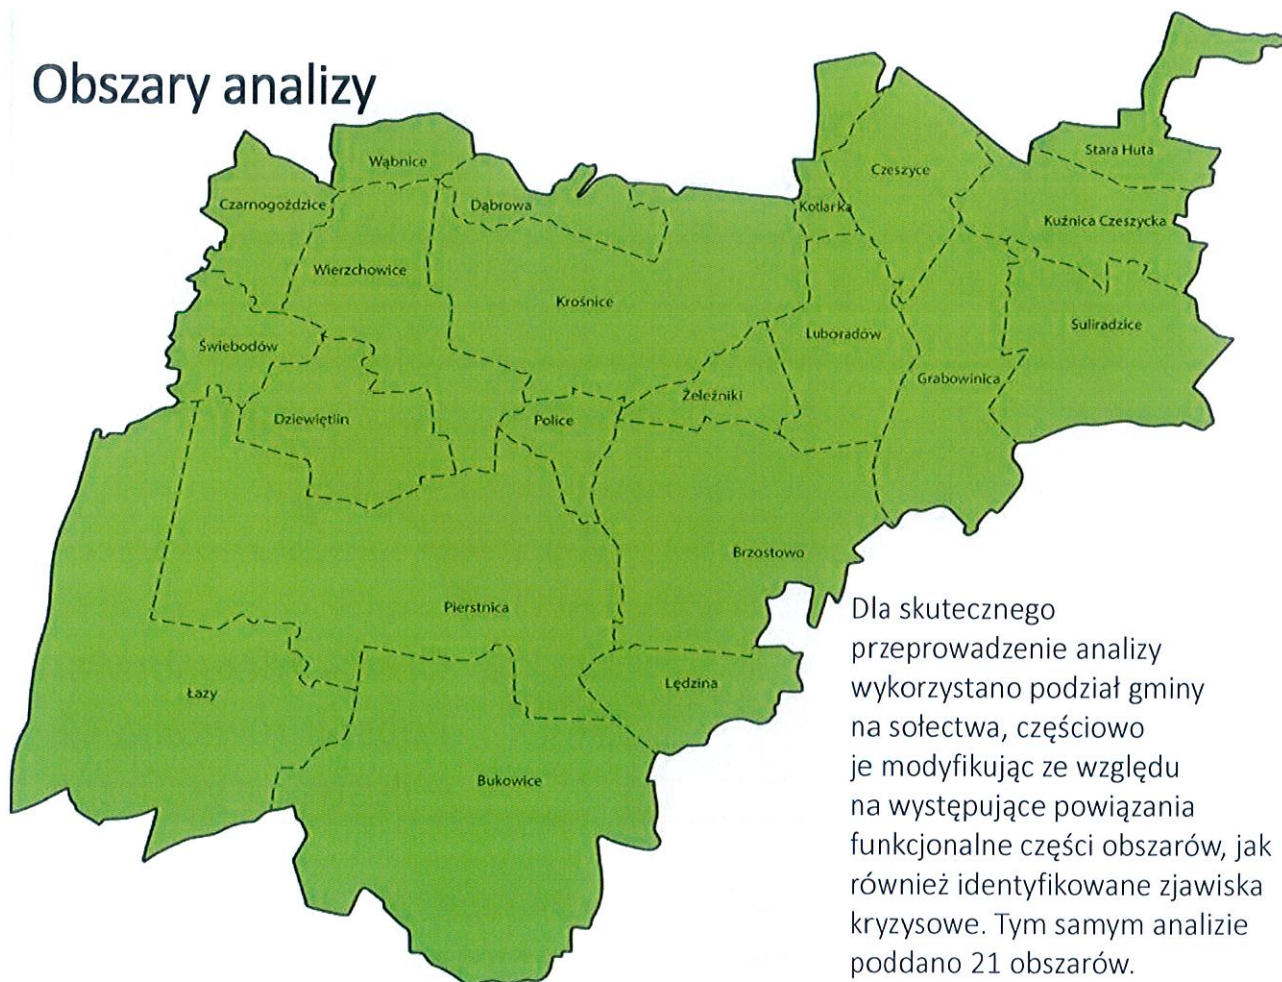 Obszary analizy
Wąbnice
Stara Huta
Czeszyce
Czarnogoździce
Dąbrowa
Kotlarka
Kuźnica Czeszycka
Wierzchowice
Krośnice
Suliradzice
Luboradów
Świebodów
Grabowinica
Żeleźniki
Dziewiętlin
Police
Brzostowo
Pierstnica
Lędzina
Łazy
Bukowice
Dla skutecznego
przeprowadzenie analizy
wykorzystano podział gminy
na sołectwa, częściowo
je modyfikując ze względu
na występujące powiązania
funkcjonalne części obszarów, jak
również identyfikowane zjawiska
kryzysowe. Tym samym analizie
poddano 21 obszarów.